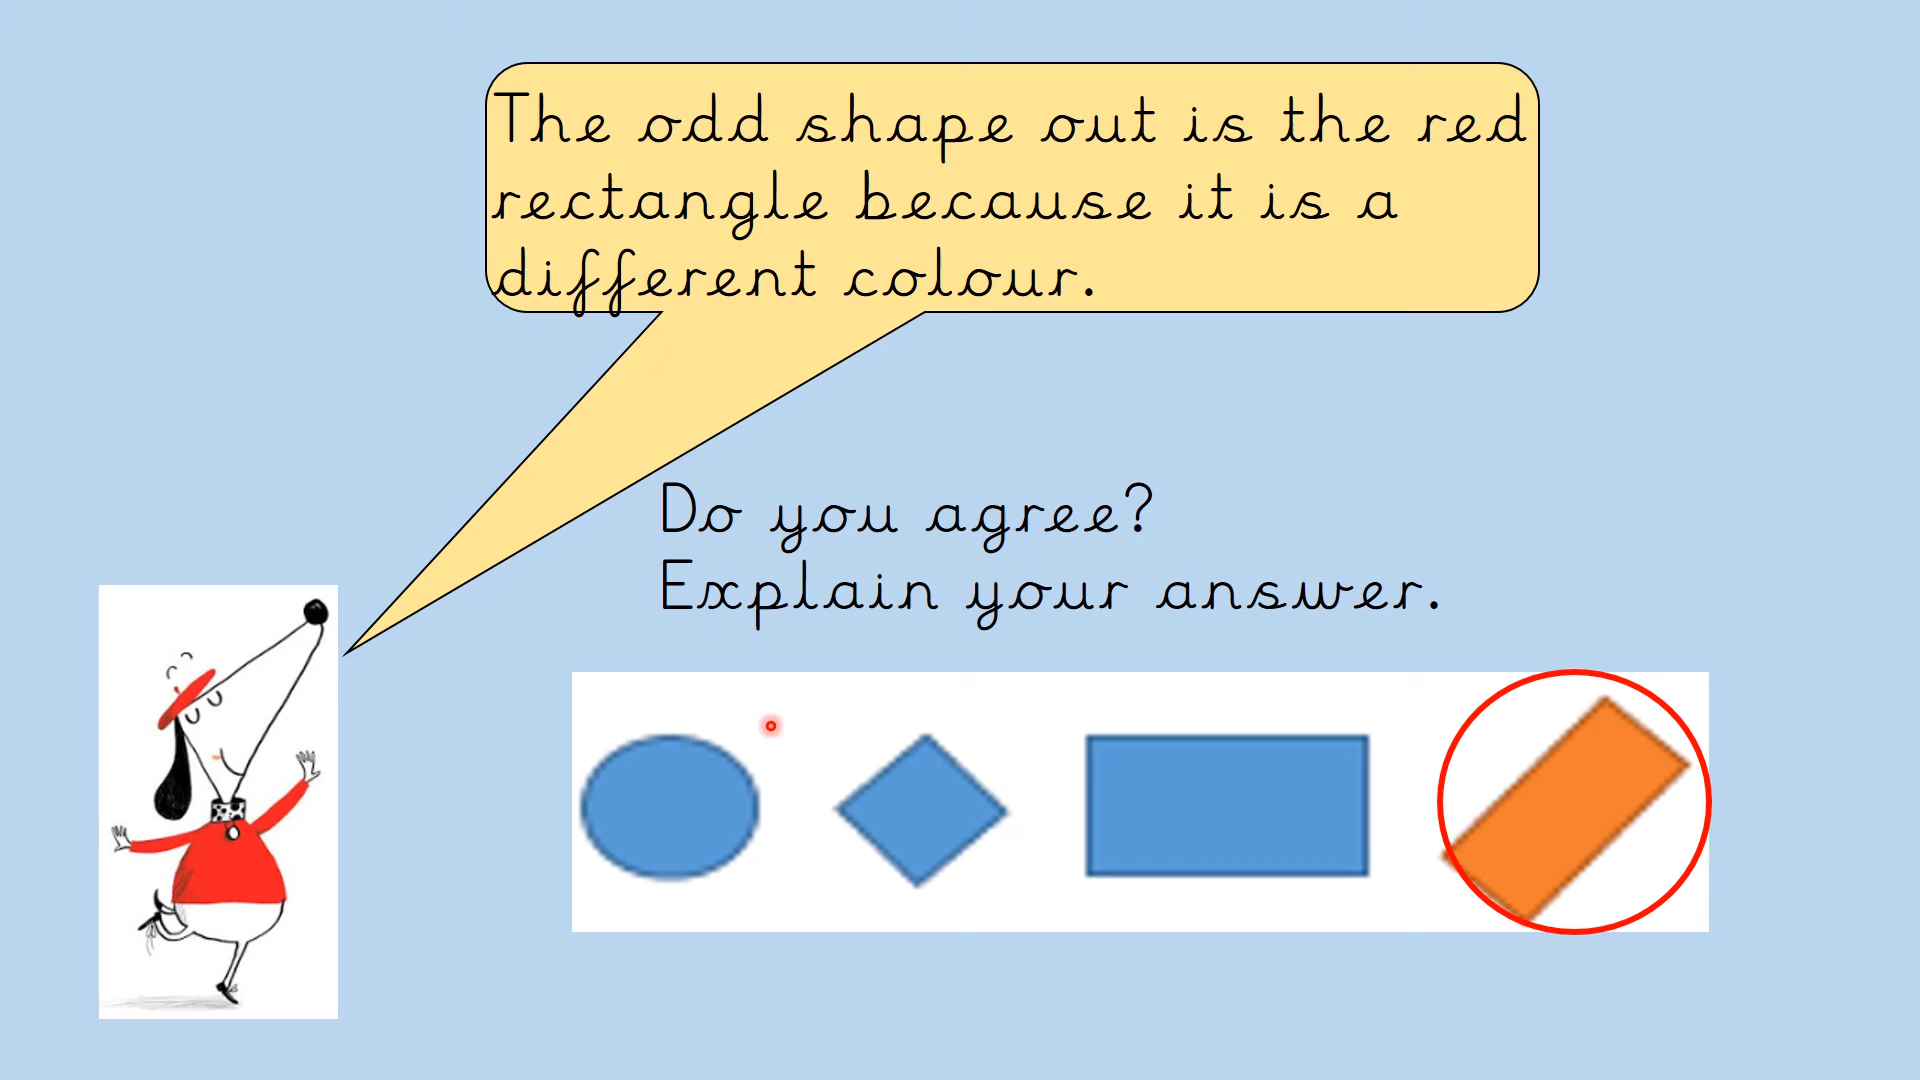 The odd shape out is the red
rectangle because it is a
different colour.
Do you agree?
Explain your answer.